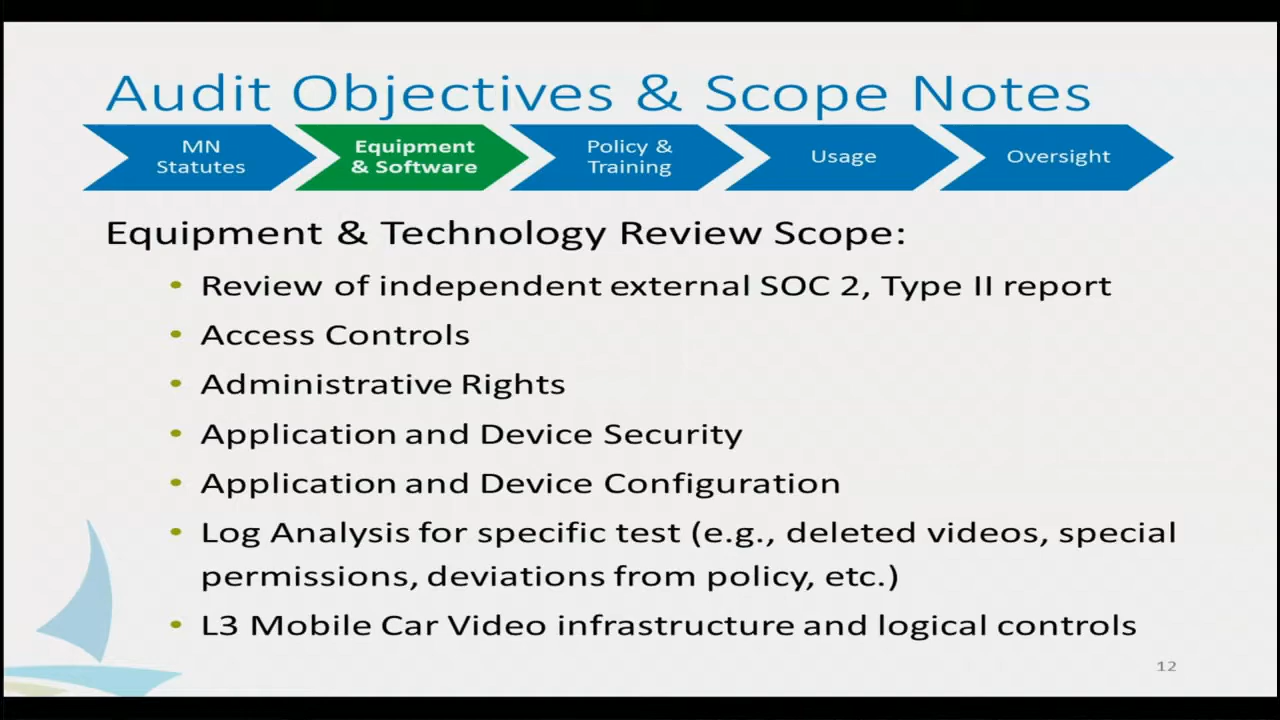 Audit Objectives & Scope Notes
MN
Statutes
Equipment
& Software
Policy &
Training
Usage
Oversight
Equipment & Technology Review Scope:
• Review of independent external SOC 2, Type II report
• Access Controls
• Administrative Rights
• Application and Device Security
• Application and Device Configuration
• Log Analysis for specific test (e.g., deleted videos, special
permissions, deviations from policy, etc.)
• L3 Mobile Car Video infrastructure and logical controls
12